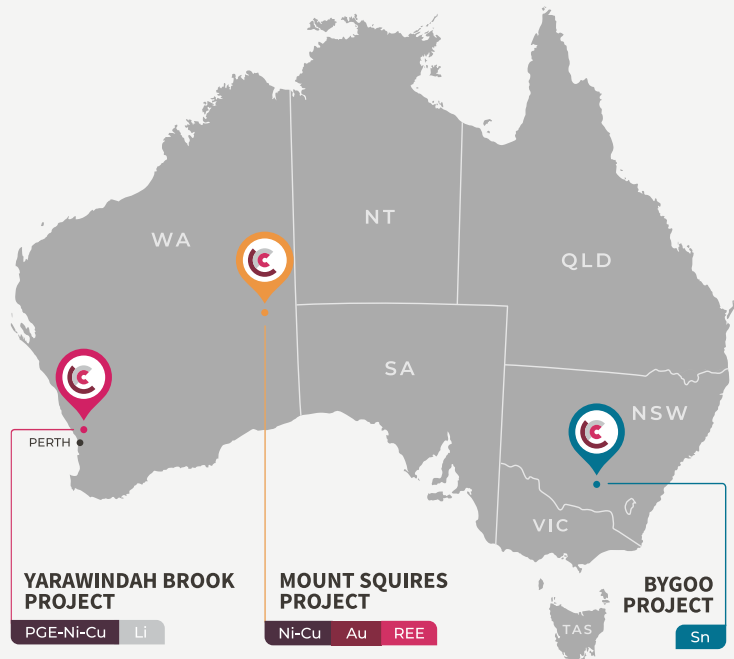 NT
WA
QLD
SA
NSW
PERTH
VIC
YARAWINDAH BROOK
PROJECT
PGE-Ni-Cu Li
MOUNT SQUIRES
PROJECT
Ni-Cu Au REE
BYGOO
PROJECT
Sn
TAS